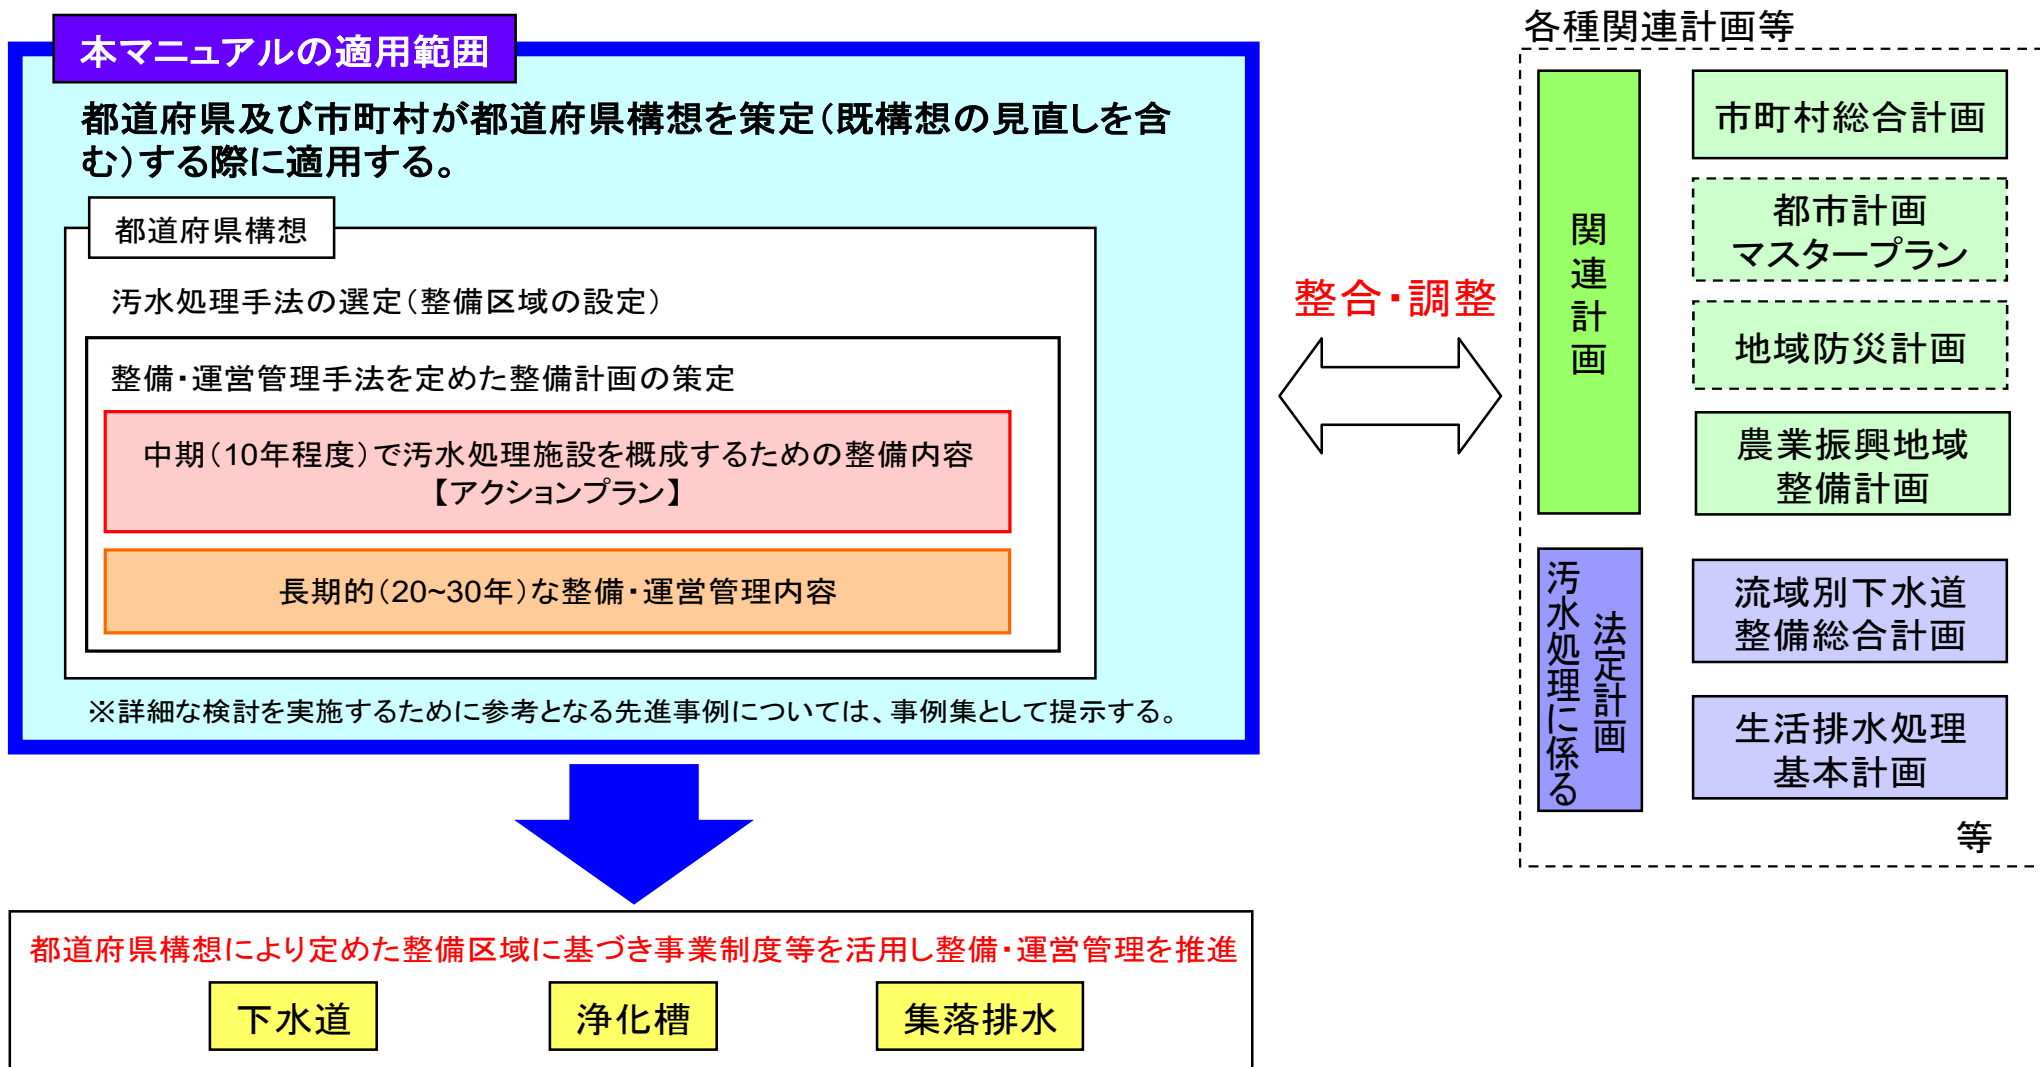 本マニュアルの適用範囲
都道府県及び市町村が都道府県構想を策定(既構想の見直しを含
む)する際に適用する。
都道府県構想
汚水処理手法の選定(整備区域の設定)
整備・運営管理手法を定めた整備計画の策定
中期(10年程度)で汚水処理施設を概成するための整備内容
【アクションプラン】
長期的(20~30年)な整備・運営管理内容
※詳細な検討を実施するために参考となる先進事例については、事例集として提示する。
整合・調整
各種関連計画等
関連計画
市町村総合計画
都市計画
マスタープラン
地域防災計画
農業振興地域
整備計画
汚水処理に係る
法定計画
流域別下水道
整備総合計画
生活排水処理
基本計画
等
都道府県構想により定めた整備区域に基づき事業制度等を活用し整備・運営管理を推進
下水道
浄化槽
集落排水